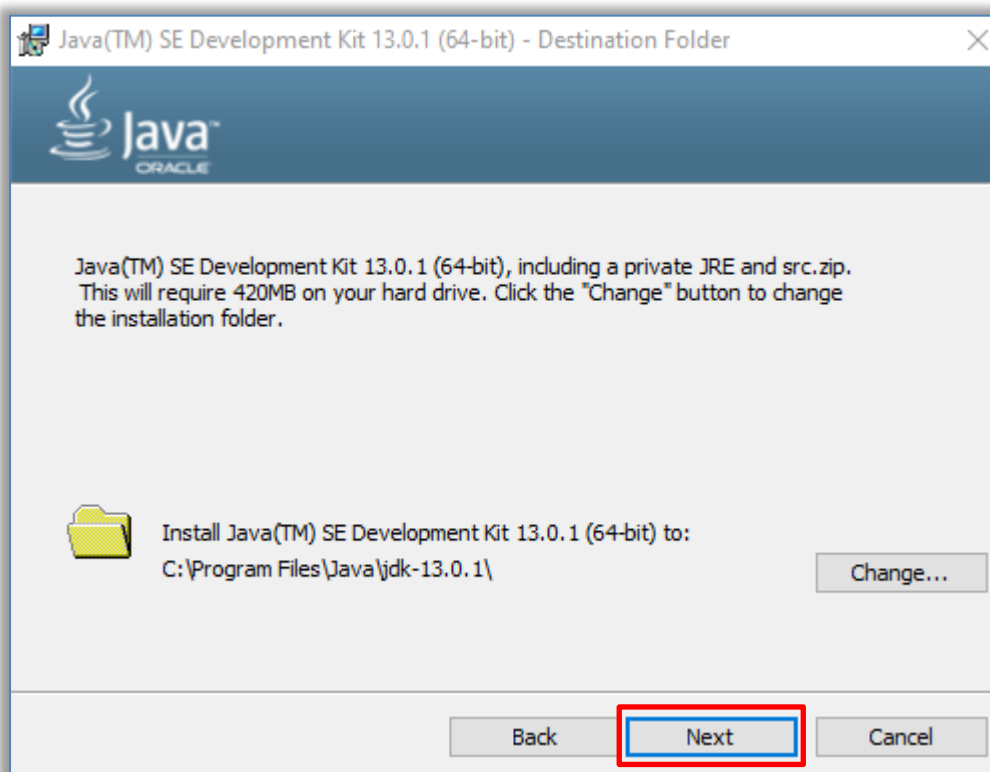 Java(TM) SE Development Kit 13.0.1 (64-bit) - Destination Folder
Java™
ORACLE
Java(TM) SE Development Kit 13.0.1 (64-bit), including a private JRE and src.zip.
This will require 420MB on your hard drive. Click the "Change" button to change
the installation folder.
Install Java(TM) SE Development Kit 13.0.1 (64-bit) to:
C:\Program Files\Java\jdk-13.0.1\
Change...
Back
Next
Cancel